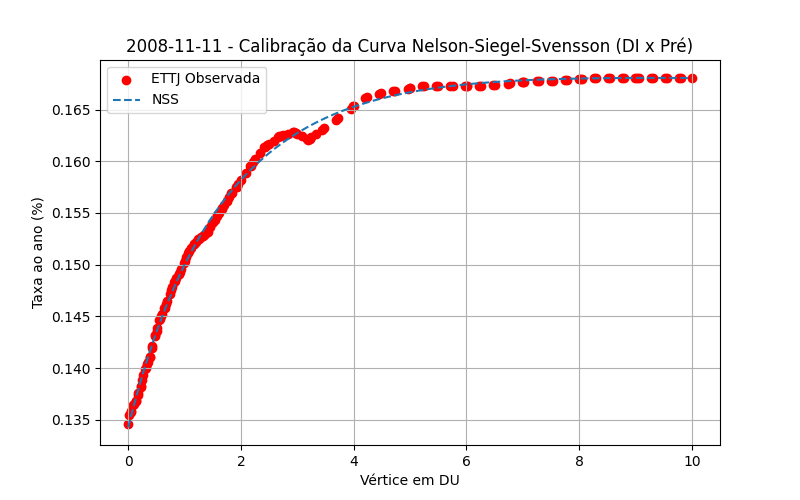 2008-11-11 - Calibração da Curva Nelson-Siegel-Svensson (DI x Pré)
ETTJ Observada
NSS
Taxa ao ano (%)
0.165
0.160
0.155
0.150
0.145
0.140
0.135
0 2 4 6 8 10
Vértice em DU